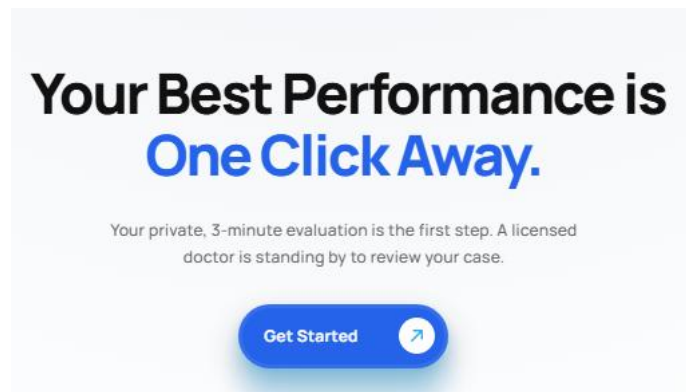 Your Best Performance is
One Click Away.
Your private, 3-minute evaluation is the first step. A licensed
doctor is standing by to review your case.
Get Started